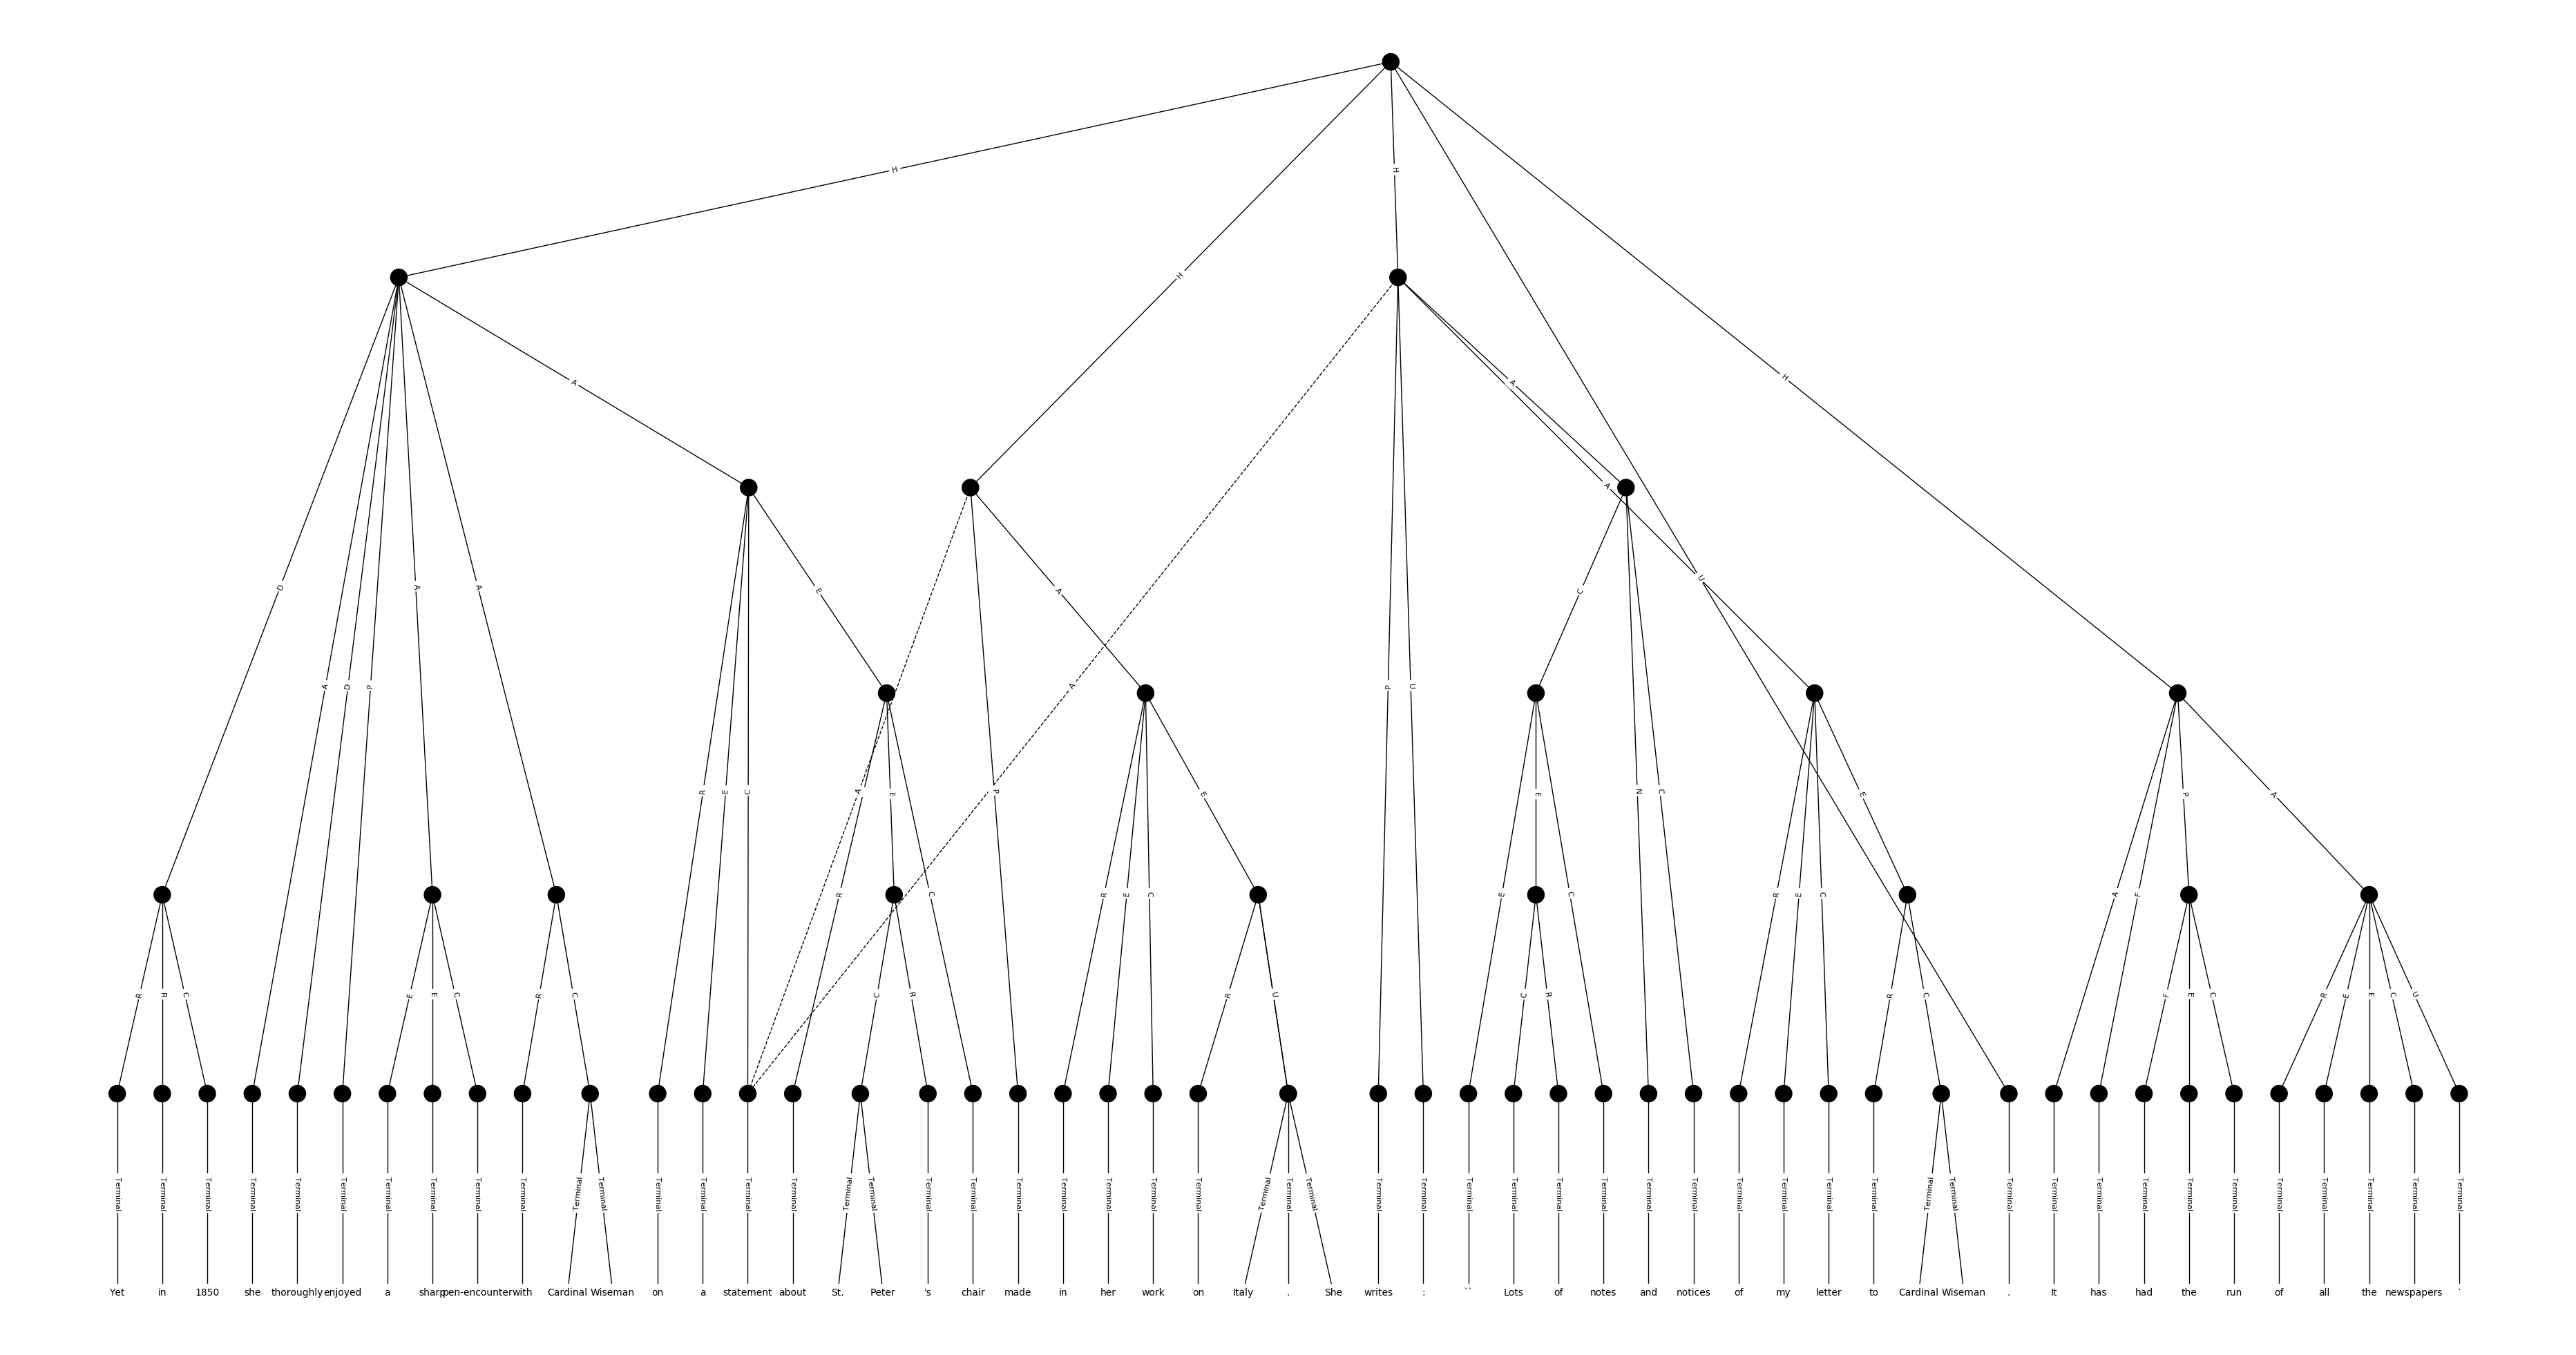 H H H U H
A A A A
D A D P A A E A C C N C
R E C R E C A P A P U E E C
R E E C R C R A F P A
R E C E C R R E C E
R R C E E C R C C R R U C R R C F E C R E E C U
Terminal Terminal Terminal Terminal Terminal Terminal Terminal Terminal Terminal Terminal Terminal Terminal Terminal Terminal Terminal Terminal Terminal Terminal Terminal Terminal Terminal Terminal Terminal Terminal Terminal Terminal Terminal Terminal Terminal Terminal Terminal Terminal Terminal Terminal Terminal Terminal Terminal Terminal Terminal Terminal Terminal Terminal Terminal Terminal Terminal Terminal Terminal Terminal Terminal Terminal Terminal Terminal Terminal
Yet in 1850 she thoroughly enjoyed a sharp pen-encounter with Cardinal Wiseman on a statement about St. Peter 's chair made in her work on Italy . She writes : `` Lots of notes and notices of my letter to Cardinal Wiseman . It has had the run of all the newspapers '